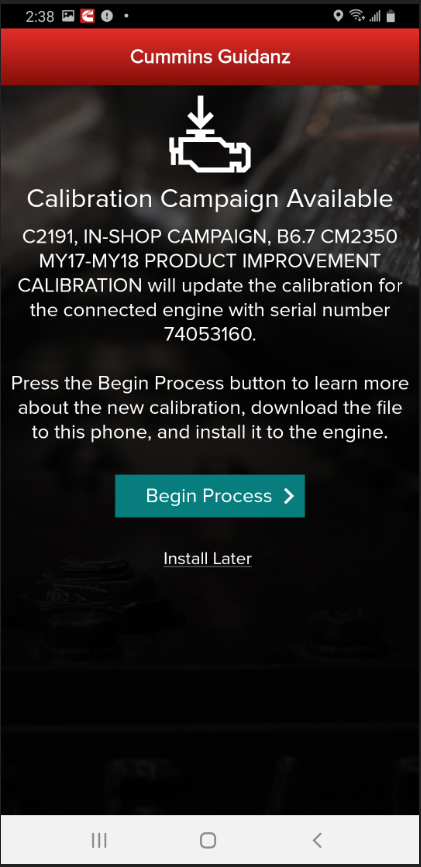 2:38
Cummins Guidanz
Calibration Campaign Available
C2191, IN-SHOP CAMPAIGN, B6.7 CM2350
MY17-MY18 PRODUCT IMPROVEMENT
CALIBRATION will update the calibration for
the connected engine with serial number
74053160.
Press the Begin Process button to learn more
about the new calibration, download the file
to this phone, and install it to the engine.
Begin Process
Install Later